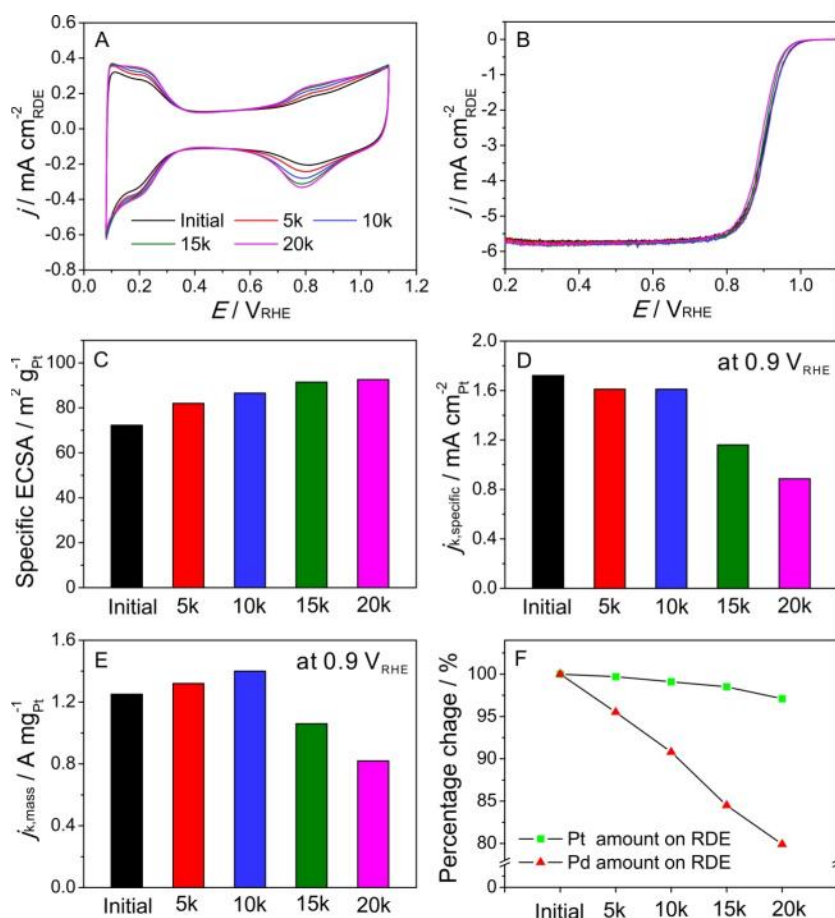 A
0.6
0.4
0.2
0.0
-0.2
-0.4
-0.6
-0.8
j / mA cm-2 RDE
Initial 5k 10k
15k 20k
0.0 0.2 0.4 0.6 0.8 1.0 1.2
E / VRHE
B
0
-1
-2
-3
-4
-5
-6
j / mA cm-2 RDE
0.2 0.4 0.6 0.8 1.0
E / VRHE
C
100
80
60
40
20
0
Specific ECSA / m2 g-1 Pt
Initial 5k 10k 15k 20k
D at 0.9 VRHE
2.0
1.6
1.2
0.8
0.4
0.0
jk,specific / mA cm-2 Pt
Initial 5k 10k 15k 20k
E at 0.9 VRHE
1.6
1.2
0.8
0.4
0.0
jk,mass / A mg-1 Pt
Initial 5k 10k 15k 20k
F
100
95
90
85
80
0
Percentage chage / %
Pt amount on RDE
Pd amount on RDE
Initial 5k 10k 15k 20k